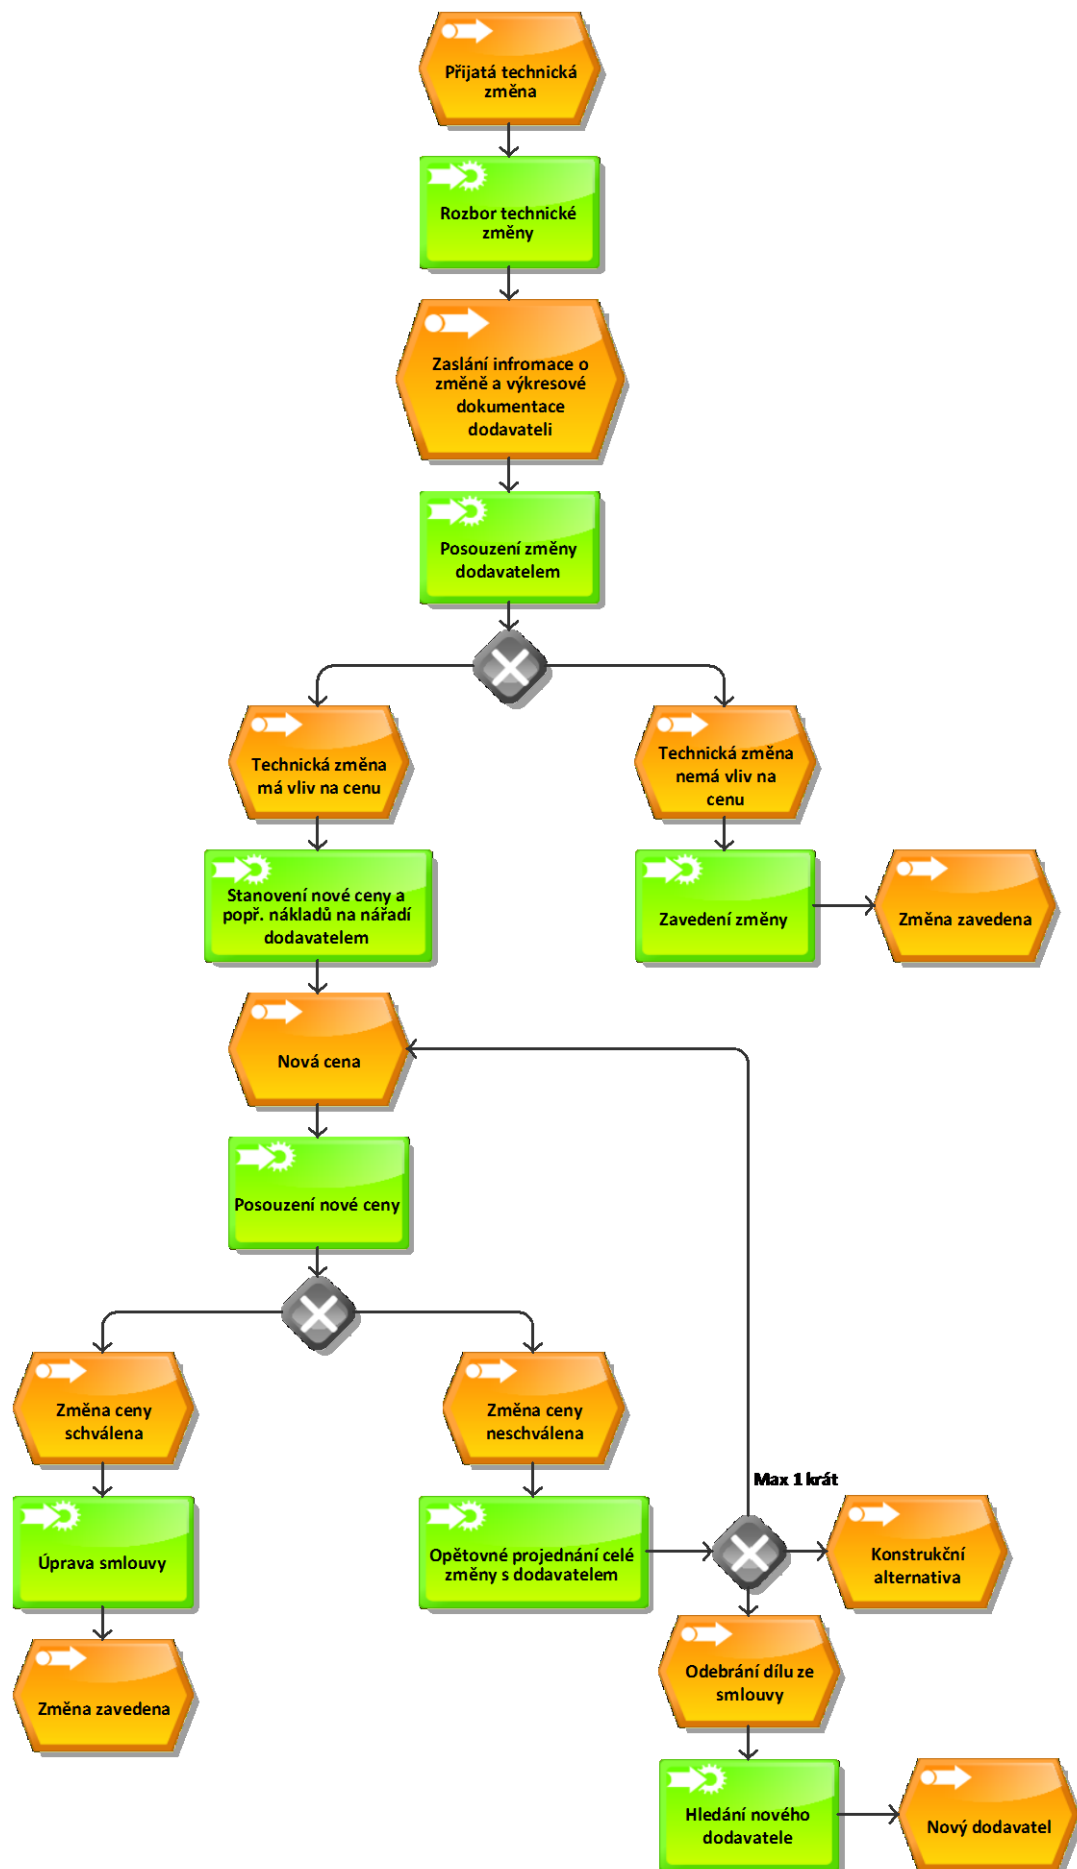 Přijatá technická
změna
Rozbor technické
změny
Zaslání infromace o
změně a výkresové
dokumentace
dodavateli
Posouzení změny
dodavatelem
Technická změna
má vliv na cenu
Technická změna
nemá vliv na
cenu
Stanovení nové ceny a
popř. nákladů na nářadí
dodavatelem
Zavedení změny
Změna zavedena
Nová cena
Posouzení nové ceny
Změna ceny
schválena
Změna ceny
neschválena
Max 1 krát
Úprava smlouvy
Opětovné projednání celé
změny s dodavatelem
Konstrukční
alternativa
Změna zavedena
Odebrání dílu ze
smlouvy
Hledání nového
dodavatele
Nový dodavatel